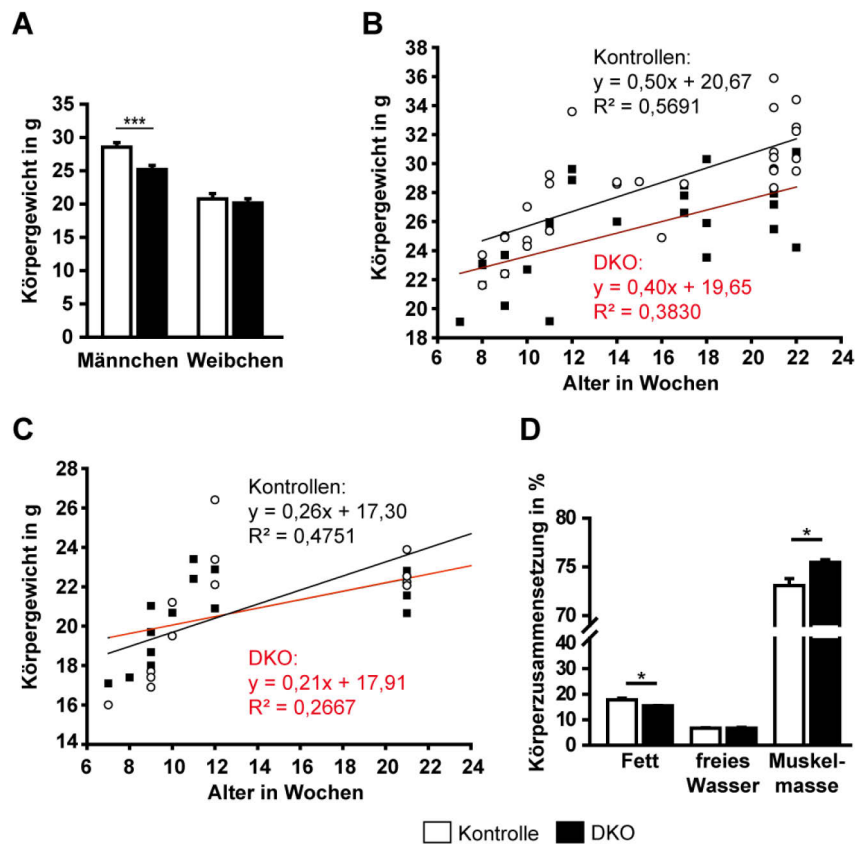 A
Körpergewicht in g
35
30
25
20
15
10
5
0
***
Männchen Weibchen
B
Körpergewicht in g
38
36
34
32
30
28
26
24
22
20
18
Kontrollen:
y = 0,50x + 20,67
R² = 0,5691
DKO:
y = 0,40x + 19,65
R² = 0,3830
6 8 10 12 14 16 18 20 22 24
Alter in Wochen
C
Körpergewicht in g
28
26
24
22
20
18
16
14
Kontrollen:
y = 0,26x + 17,30
R² = 0,4751
DKO:
y = 0,21x + 17,91
R² = 0,2667
6 8 10 12 14 16 18 20 22 24
Alter in Wochen
D
Körperzusammensetzung in %
80
75
70
40
30
20
10
0
*
*
Fett
freies
Wasser
Muskel-
masse
Kontrolle DKO